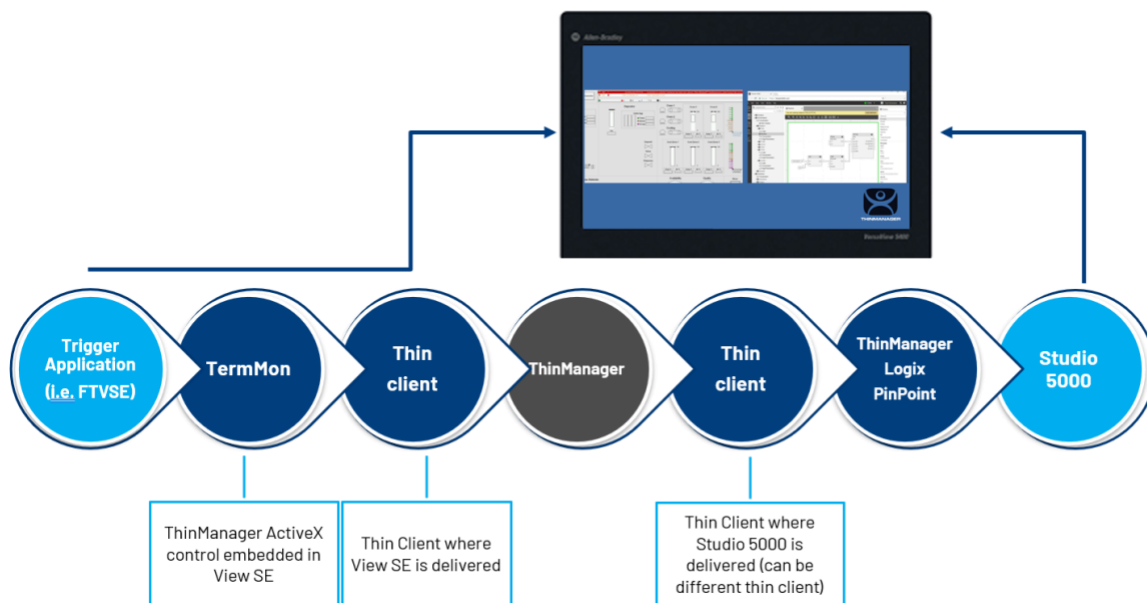 Allen-Bradley
THINMANAGER
VersaView 5400
Trigger
Application
(i.e. FTVSE)
TermMon
Thin
client
ThinManager
Thin
client
ThinManager
Logix
PinPoint
Studio
5000
ThinManager ActiveX
control embedded in
View SE
Thin Client where
View SE is delivered
Thin Client where
Studio 5000 is
delivered (can be
different thin client)